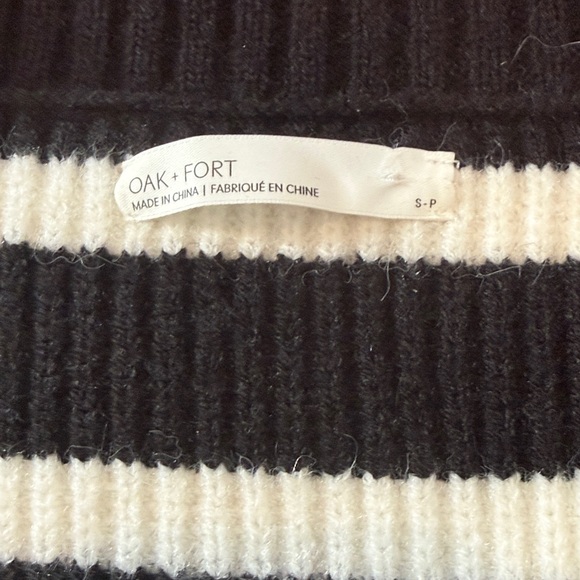 OAK + FORT
MADE IN CHINA | FABRIQUÉ EN CHINE
S - P